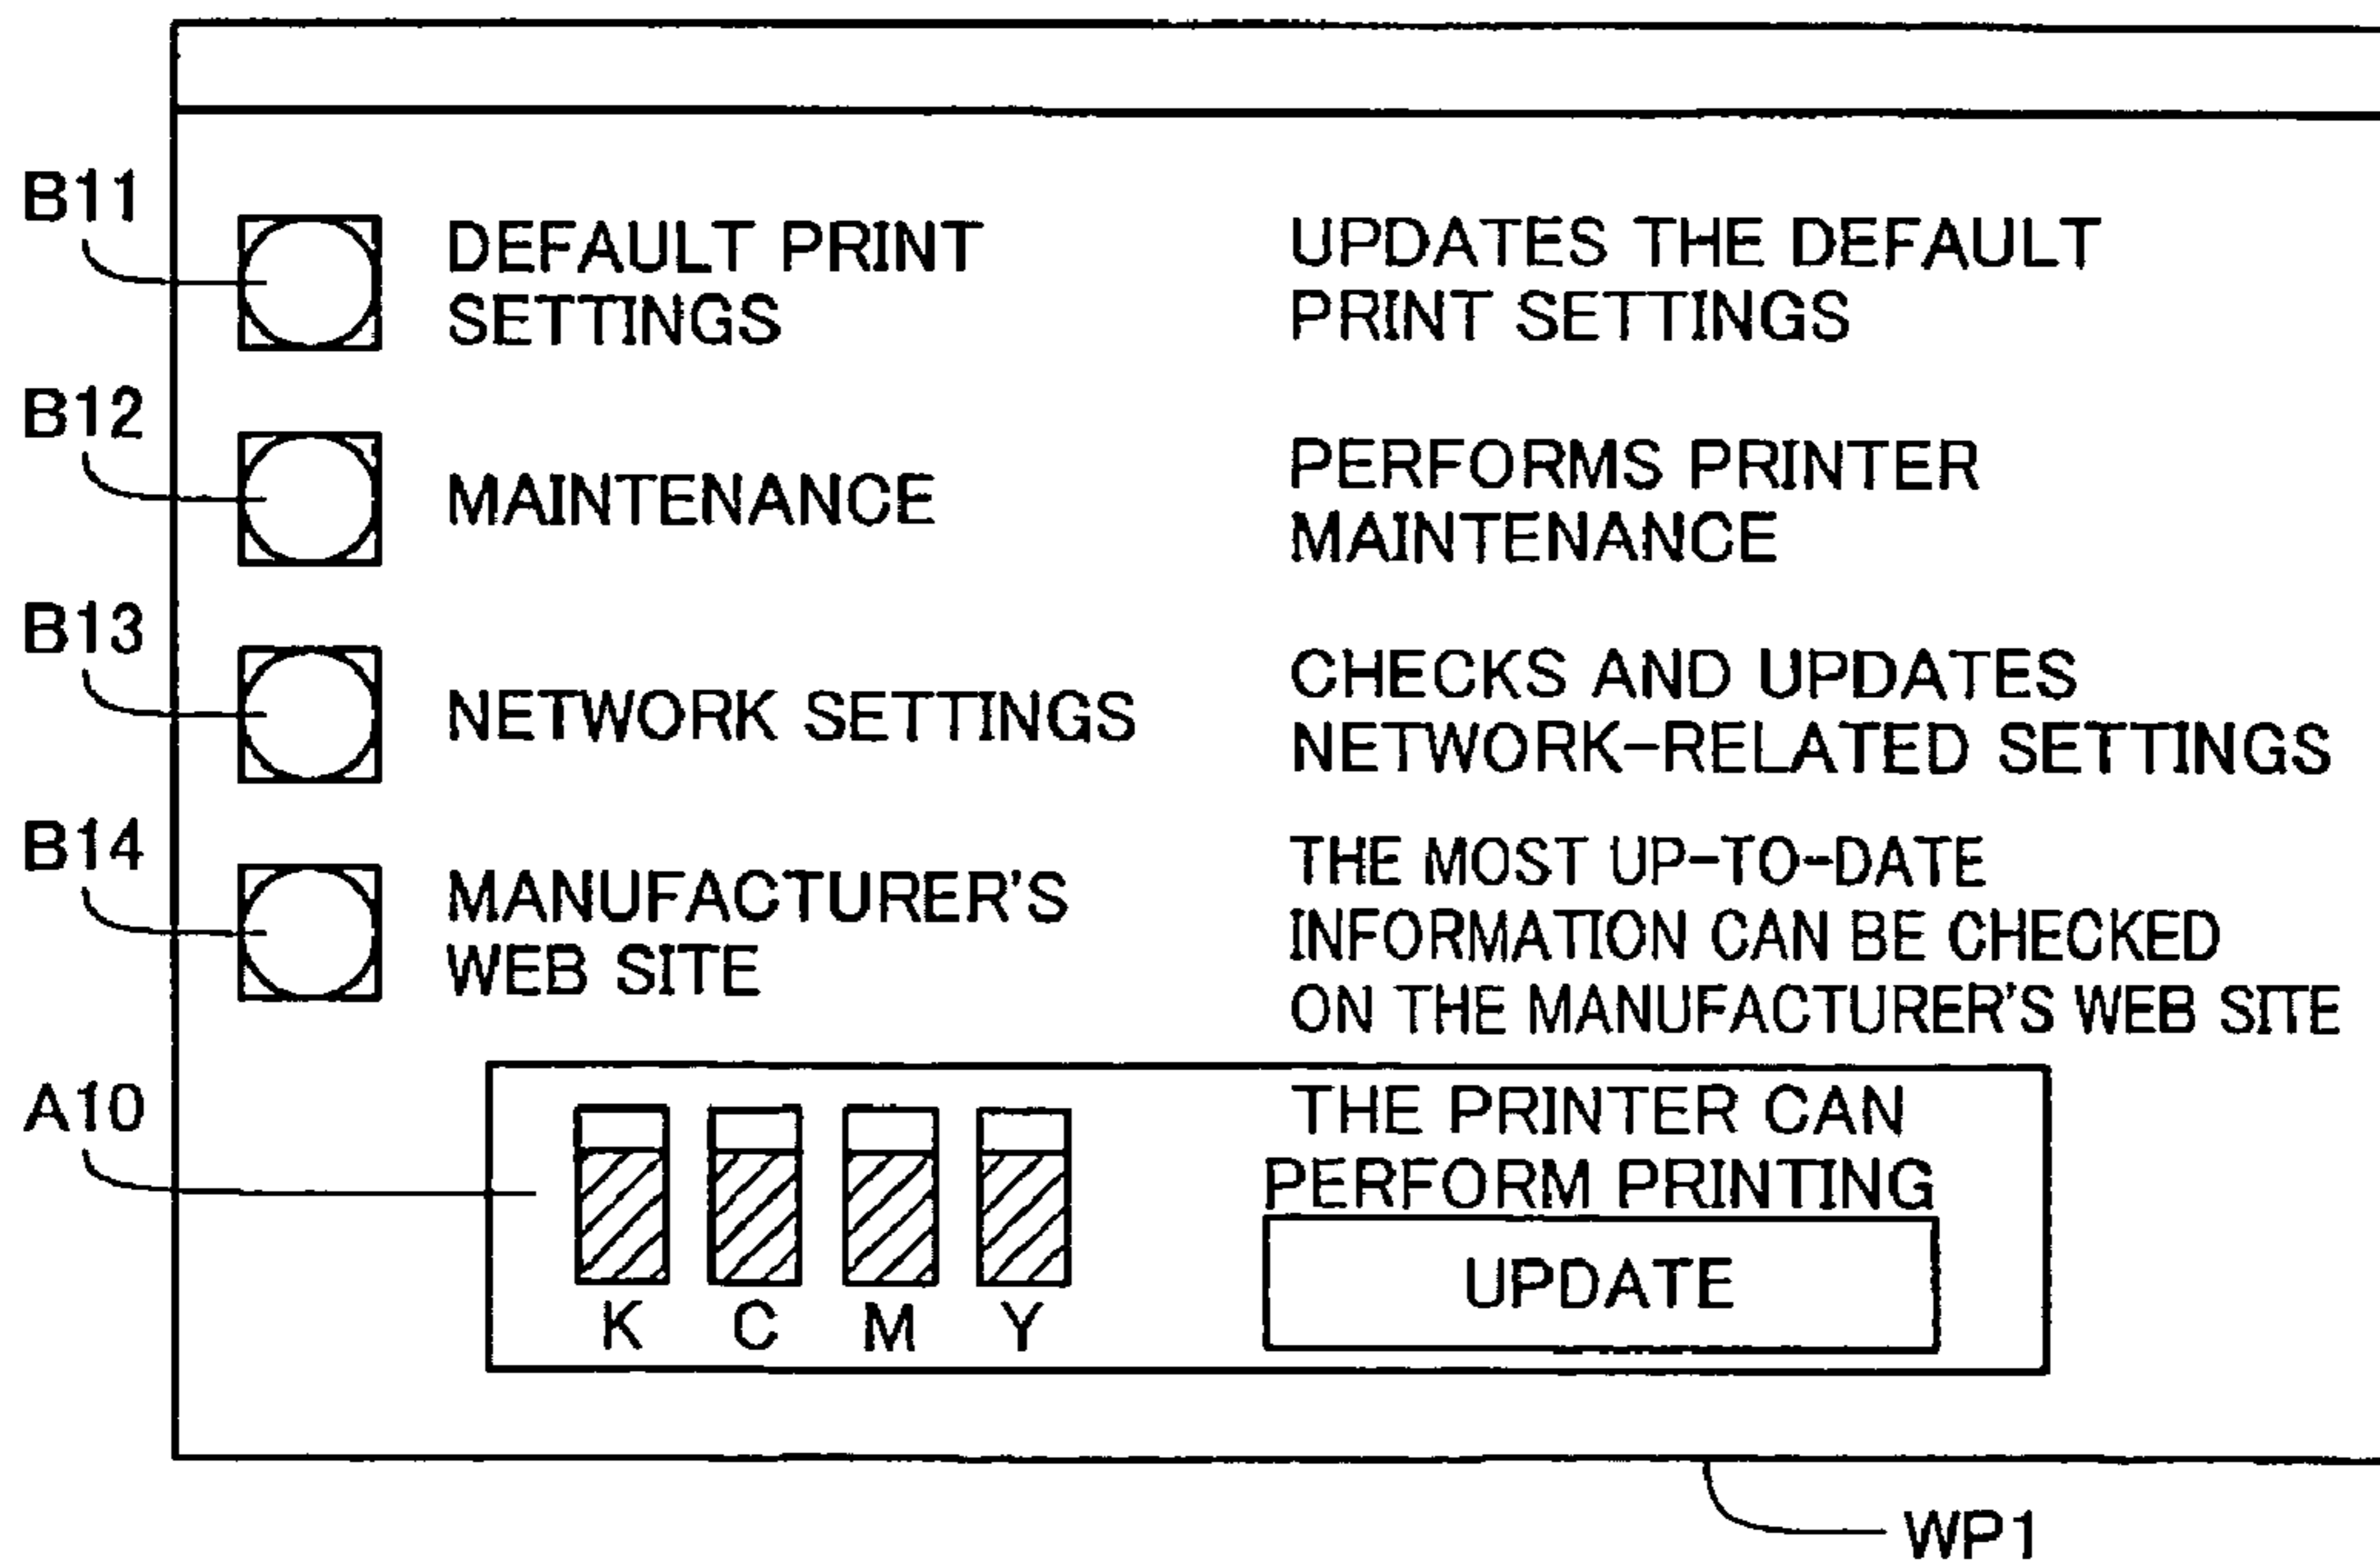 B11
DEFAULT PRINT
SETTINGS
UPDATES THE DEFAULT
PRINT SETTINGS
B12
MAINTENANCE
PERFORMS PRINTER
MAINTENANCE
B13
NETWORK SETTINGS
CHECKS AND UPDATES
NETWORK-RELATED SETTINGS
B14
MANUFACTURER'S
WEB SITE
THE MOST UP-TO-DATE
INFORMATION CAN BE CHECKED
ON THE MANUFACTURER'S WEB SITE
A10
K C M Y
THE PRINTER CAN
PERFORM PRINTING
UPDATE
WP1